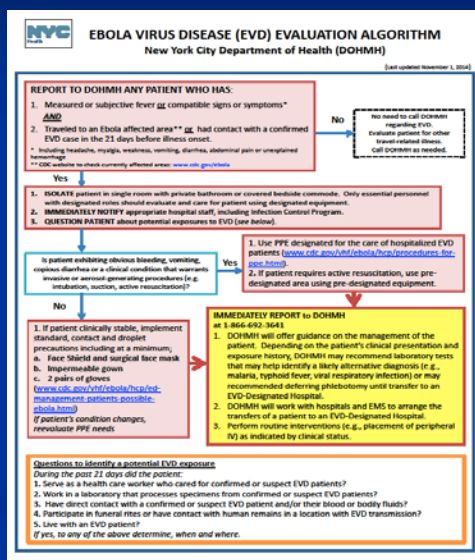 NYC
Health
EBOLA VIRUS DISEASE (EVD) EVALUATION ALGORITHM
New York City Department of Health (DOHMH)
(Last updated November 1, 2014)
REPORT TO DOHMH ANY PATIENT WHO HAS:
1. Measured or subjective fever or compatible signs or symptoms*
AND
2. Traveled to an Ebola affected area** or had contact with a confirmed
EVD case in the 21 days before illness onset.
* Including headache, myalgia, weakness, vomiting, diarrhea, abdominal pain or unexplained
hemorrhage
** CDC website to check currently affected areas: www.cdc.gov/ebola
No
No need to call DOHMH
regarding EVD.
Evaluate patient for other
travel-related illness.
Call DOHMH as needed.
Yes
1. ISOLATE patient in single room with private bathroom or covered bedside commode. Only essential personnel
with designated roles should evaluate and care for patient using designated equipment.
2. IMMEDIATELY NOTIFY appropriate hospital staff, including Infection Control Program.
3. QUESTION PATIENT about potential exposures to EVD (see below).
Is patient exhibiting obvious bleeding, vomiting,
copious diarrhea or a clinical condition that warrants
invasive or aerosol-generating procedures (e.g.
intubation, suction, active resuscitation)?
Yes
1. Use PPE designated for the care of hospitalized EVD
patients (www.cdc.gov/vhf/ebola/hcp/procedures-for-
ppe.html).
2. If patient requires active resuscitation, use pre-
designated area using pre-designated equipment.
No
1. If patient clinically stable, implement
standard, contact and droplet
precautions including at a minimum;
a. Face Shield and surgical face mask
b. Impermeable gown
c. 2 pairs of gloves
(www.cdc.gov/vhf/ebola/hcp/ed-
management-patients-possible-
ebola.html)
If patient's condition changes,
reevaluate PPE needs
IMMEDIATELY REPORT to DOHMH
at 1-866-692-3641
1. DOHMH will offer guidance on the management of the
patient. Depending on the patient's clinical presentation and
exposure history, DOHMH may recommend laboratory tests
that may help identify a likely alternative diagnosis (e.g.,
malaria, typhoid fever, viral respiratory infection) or may
recommended deferring phlebotomy until transfer to an
EVD-Designated Hospital.
2. DOHMH will work with hospitals and EMS to arrange the
transfers of a patient to an EVD-Designated Hospital.
3. Perform routine interventions (e.g., placement of peripheral
IV) as indicated by clinical status.
Questions to identify a potential EVD exposure
During the past 21 days did the patient:
1. Serve as a health care worker who cared for confirmed or suspect EVD patients?
2. Work in a laboratory that processes specimens from confirmed or suspect EVD patients?
3. Have direct contact with a confirmed or suspect EVD patient and/or their blood or bodily fluids?
4. Participate in funeral rites or have contact with human remains in a location with EVD transmission?
5. Live with an EVD patient?
If yes, to any of the above determine, when and where.